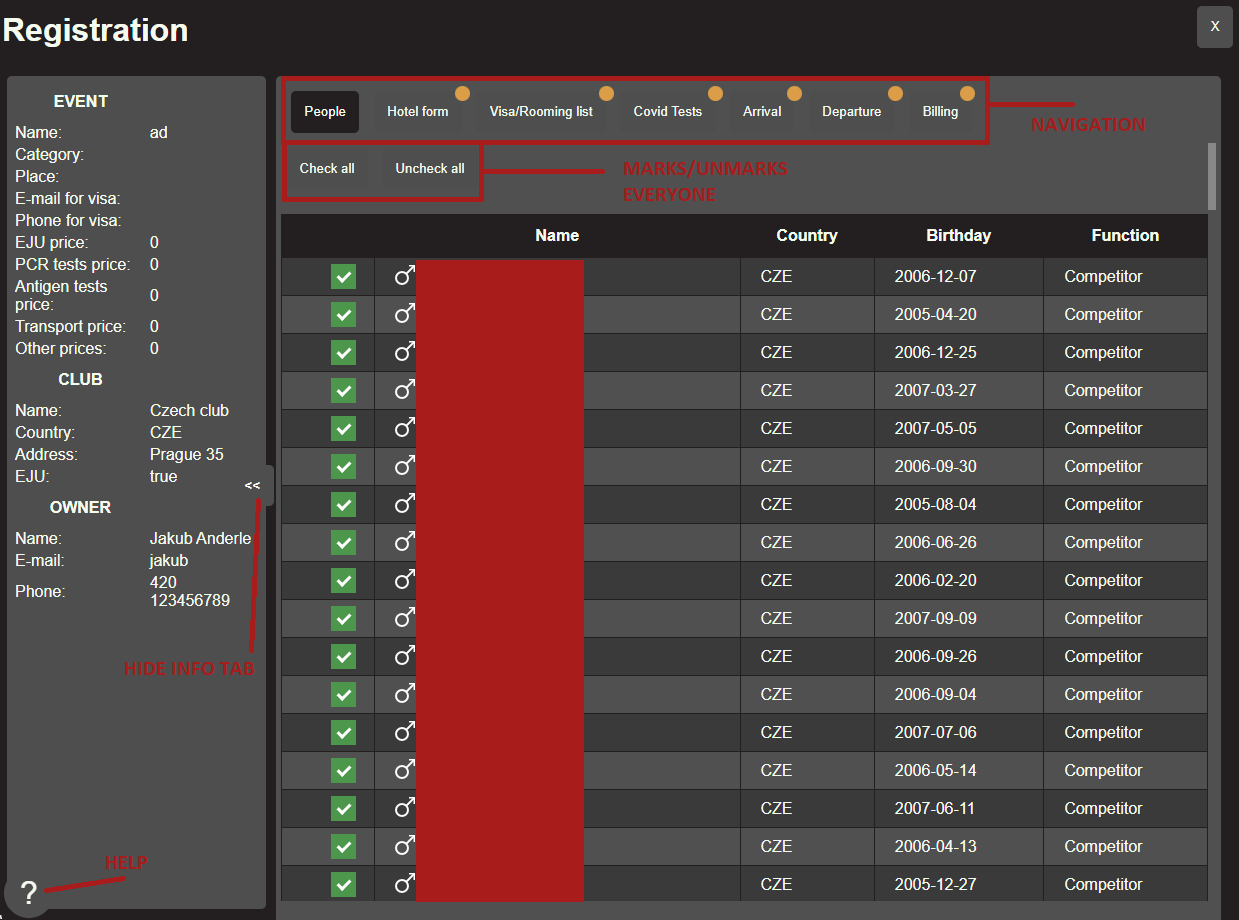 Registration
X
EVENT
Name: ad
Category:
Place:
E-mail for visa:
Phone for visa:
EJU price: 0
PCR tests price: 0
Antigen tests
price: 0
Transport price: 0
Other prices: 0
CLUB
Name: Czech club
Country: CZE
Address: Prague 35
EJU: true
<<
OWNER
Name: Jakub Anderle
E-mail: jakub
Phone: 420
123456789
HIDE INFO TAB
HELP
?
People Hotel form Visa/Rooming list Covid Tests Arrival Departure Billing
NAVIGATION
Check all Uncheck all
MARKS/UNMARKS
EVERYONE
Name Country Birthday Function
CZE 2006-12-07 Competitor
CZE 2005-04-20 Competitor
CZE 2006-12-25 Competitor
CZE 2007-03-27 Competitor
CZE 2007-05-05 Competitor
CZE 2006-09-30 Competitor
CZE 2005-08-04 Competitor
CZE 2006-06-26 Competitor
CZE 2006-02-20 Competitor
CZE 2007-09-09 Competitor
CZE 2006-09-26 Competitor
CZE 2006-09-04 Competitor
CZE 2007-07-06 Competitor
CZE 2006-05-14 Competitor
CZE 2007-06-11 Competitor
CZE 2006-04-13 Competitor
CZE 2005-12-27 Competitor